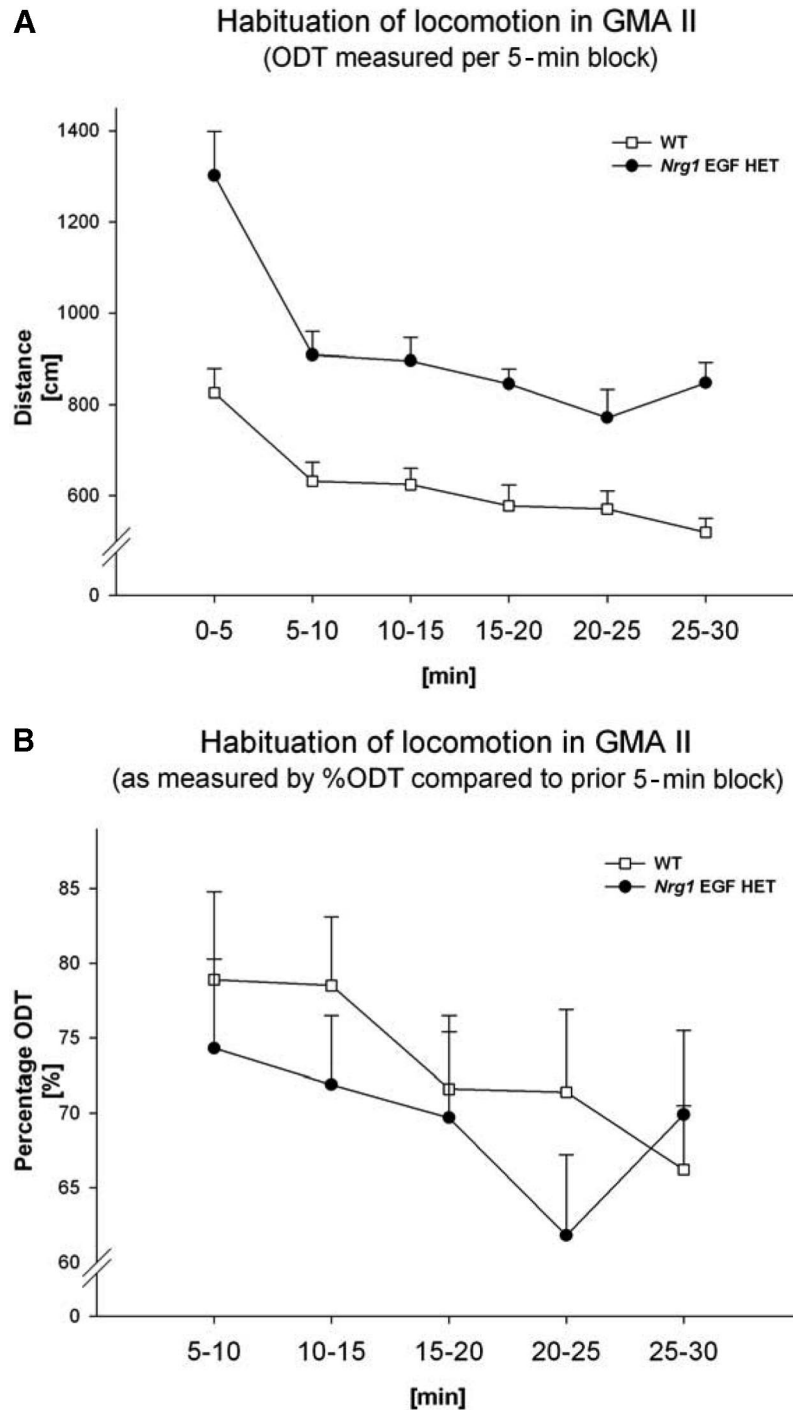 A
Habituation of locomotion in GMA II
(ODT measured per 5-min block)
1400
1200
1000
800
600
0
Distance
[cm]
WT
Nrg1 EGF HET
0-5 5-10 10-15 15-20 20-25 25-30
[min]
B
Habituation of locomotion in GMA II
(as measured by %ODT compared to prior 5-min block)
85
80
75
70
65
60
0
Percentage ODT
[%]
WT
Nrg1 EGF HET
5-10 10-15 15-20 20-25 25-30
[min]